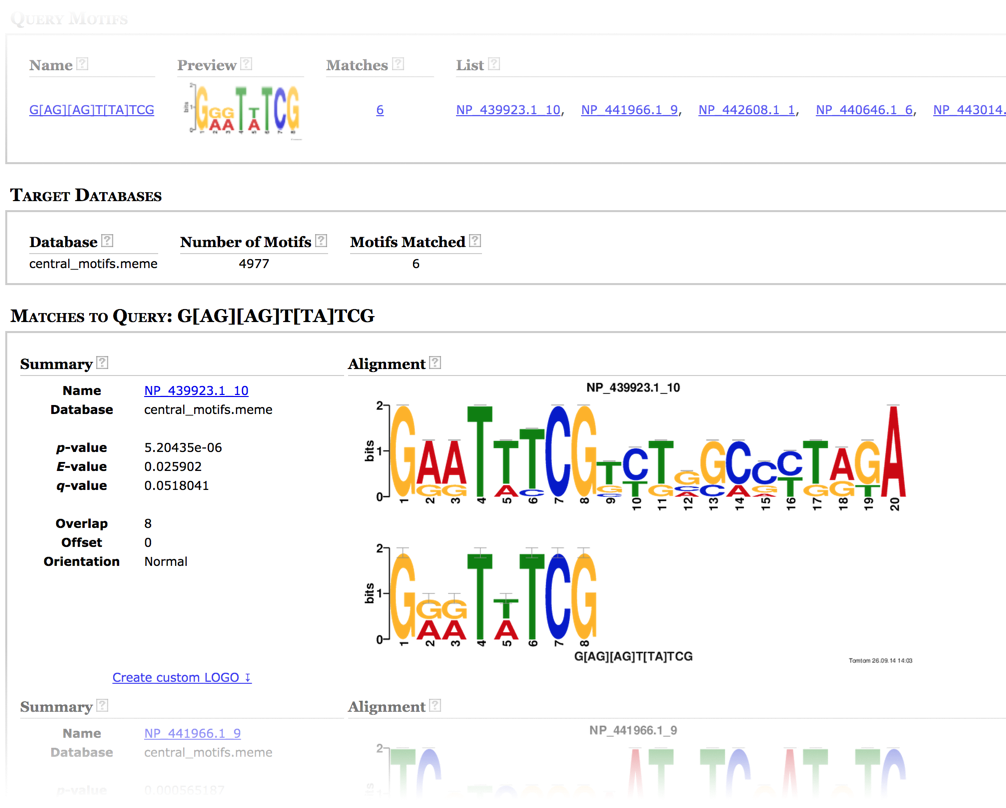 Query Motifs
Name ? Preview ? Matches ? List ?
G[AG][AG]T[TA]TCG 6 NP_439923.1_10, NP_441966.1_9, NP_442608.1_1, NP_440646.1_6, NP_443014.
Target Databases
Database ? Number of Motifs ? Motifs Matched ?
central_motifs.meme 4977 6
Matches to Query: G[AG][AG]T[TA]TCG
Summary ? Alignment ?
Name NP_439923.1_10
Database central_motifs.meme
p-value 5.20435e-06
E-value 0.025902
q-value 0.0518041
Overlap 8
Offset 0
Orientation Normal
NP_439923.1_10
bits
2
1
0
1 2 3 4 5 6 7 8 9 10 11 12 13 14 15 16 17 18 19 20
bits
2
1
0
1 2 3 4 5 6 7 8
G[AG][AG]T[TA]TCG
Tomtom 26.09.14 14:03
Create custom LOGO ↧
Summary ? Alignment ?
Name NP_441966.1_9
Database central_motifs.meme
p-value 0.000565187
NP_441966.1_9
2